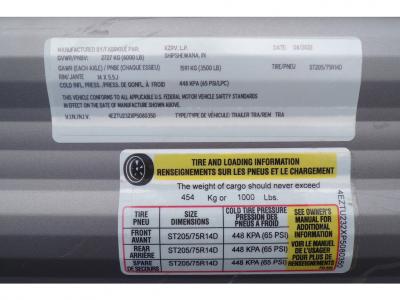 MANUFACTURED BY/FABRIQUÉ PAR: KZRV, L.P. DATE 08/2022
GVWR/PNBV: 2727 KG (6000 LB) SHIPSHEWANA, IN
GAWR (EACH AXLE) / PNBE (CHAQUE ESSIEU) 1591 KG (3500 LB) TIRE/PNEU ST205/75R14D
RIM/JANTE 14 X 5.5J
COLD INFL. PRESS./PRESS. DE GONFL. À FROID 448 KPA (65 PSI/LPC)
THIS VEHICLE CONFORMS TO ALL APPLICABLE U.S. FEDERAL MOTOR VEHICLE SAFETY STANDARDS
IN EFFECT ON THE DATE OF MANUFACTURE SHOWN ABOVE.
V.I.N./N.I.V. 4EZTU2322P5080350 TYPE/TYPE DE VÉHICULE: TRAILER TRA/REM TRA
TIRE AND LOADING INFORMATION
RENSEIGNEMENTS SUR LES PNEUS ET LE CHARGEMENT
The weight of cargo should never exceed
454 Kg or 1000 Lbs.
TIRE PNEU SIZE DIMENSIONS COLD TIRE PRESSURE PRESSION DES PNEUS À FROID
FRONT AVANT ST205/75R14D 448 KPA (65 PSI)
REAR ARRIÈRE ST205/75R14D 448 KPA (65 PSI)
SPARE DE SECOURS ST205/75R14D 448 KPA (65 PSI)
SEE OWNER'S
MANUAL FOR
ADDITIONAL
INFORMATION
VOIR LE MANUEL
DE L'USAGER
POUR PLUS DE
RENSEIGNEMENTS